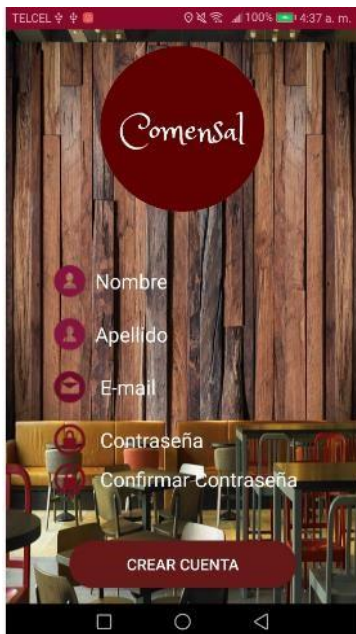 TELCEL 100% 4:37 a. m.
Comensal
Nombre
Apellido
E-mail
Contraseña
Confirmar Contraseña
CREAR CUENTA